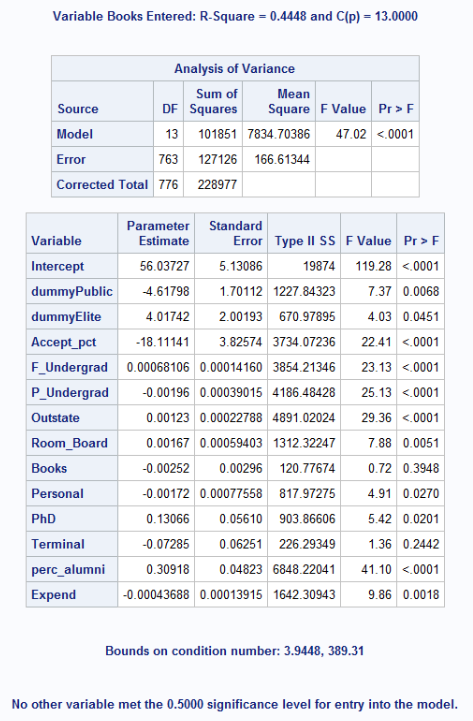 Variable Books Entered: R-Square = 0.4448 and C(p) = 13.0000
Analysis of Variance
Source DF Sum of Squares Mean Square F Value Pr > F
Model 13 101851 7834.70386 47.02 <.0001
Error 763 127126 166.61344
Corrected Total 776 228977
Variable Parameter Estimate Standard Error Type II SS F Value Pr > F
Intercept 56.03727 5.13086 19874 119.28 <.0001
dummyPublic -4.61798 1.70112 1227.84323 7.37 0.0068
dummyElite 4.01742 2.00193 670.97895 4.03 0.0451
Accept_pct -18.11141 3.82574 3734.07236 22.41 <.0001
F_Undergrad 0.00068106 0.00014160 3854.21346 23.13 <.0001
P_Undergrad -0.00196 0.00039015 4186.48428 25.13 <.0001
Outstate 0.00123 0.00022788 4891.02024 29.36 <.0001
Room_Board 0.00167 0.00059403 1312.32247 7.88 0.0051
Books -0.00252 0.00296 120.77674 0.72 0.3948
Personal -0.00172 0.00077558 817.97275 4.91 0.0270
PhD 0.13066 0.05610 903.86606 5.42 0.0201
Terminal -0.07285 0.06251 226.29349 1.36 0.2442
perc_alumni 0.30918 0.04823 6848.22041 41.10 <.0001
Expend -0.00043688 0.00013915 1642.30943 9.86 0.0018
Bounds on condition number: 3.9448, 389.31
No other variable met the 0.5000 significance level for entry into the model.